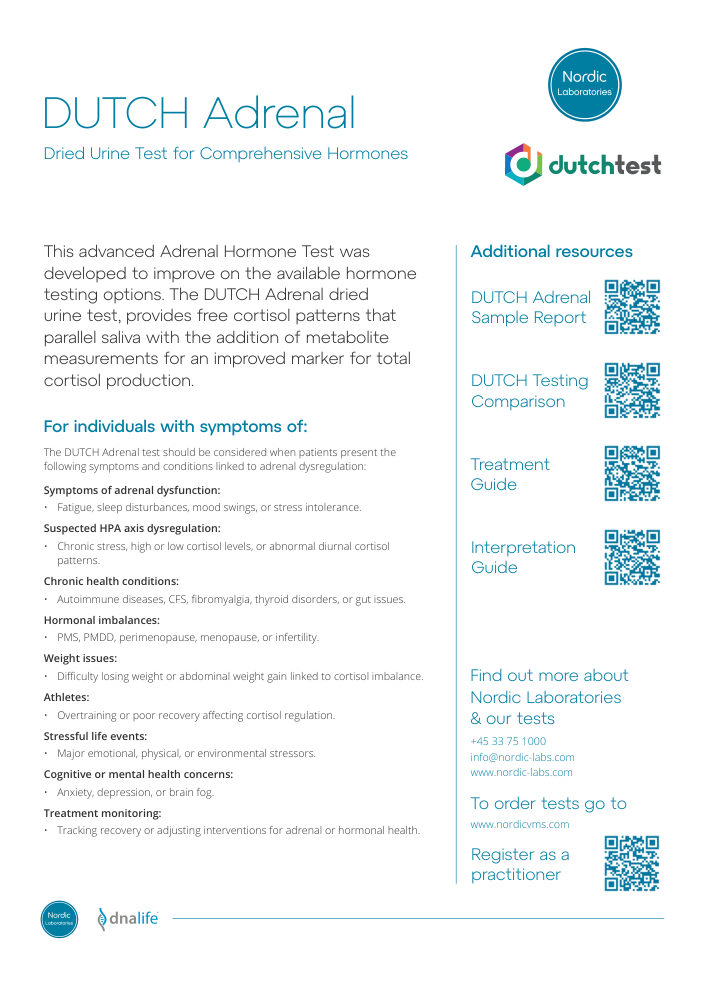 Nordic
Laboratories
DUTCH Adrenal
Dried Urine Test for Comprehensive Hormones
dutchtest
This advanced Adrenal Hormone Test was
developed to improve on the available hormone
testing options. The DUTCH Adrenal dried
urine test, provides free cortisol patterns that
parallel saliva with the addition of metabolite
measurements for an improved marker for total
cortisol production.
For individuals with symptoms of:
The DUTCH Adrenal test should be considered when patients present the
following symptoms and conditions linked to adrenal dysregulation:
Symptoms of adrenal dysfunction:
• Fatigue, sleep disturbances, mood swings, or stress intolerance.
Suspected HPA axis dysregulation:
• Chronic stress, high or low cortisol levels, or abnormal diurnal cortisol
patterns.
Chronic health conditions:
• Autoimmune diseases, CFS, fibromyalgia, thyroid disorders, or gut issues.
Hormonal imbalances:
• PMS, PMDD, perimenopause, menopause, or infertility.
Weight issues:
• Difficulty losing weight or abdominal weight gain linked to cortisol imbalance.
Athletes:
• Overtraining or poor recovery affecting cortisol regulation.
Stressful life events:
• Major emotional, physical, or environmental stressors.
Cognitive or mental health concerns:
• Anxiety, depression, or brain fog.
Treatment monitoring:
• Tracking recovery or adjusting interventions for adrenal or hormonal health.
Additional resources
DUTCH Adrenal
Sample Report
DUTCH Testing
Comparison
Treatment
Guide
Interpretation
Guide
Find out more about
Nordic Laboratories
& our tests
+45 33 75 1000
info@nordic-labs.com
www.nordic-labs.com
To order tests go to
www.nordicvms.com
Register as a
practitioner
Nordic
Laboratories
dnalife